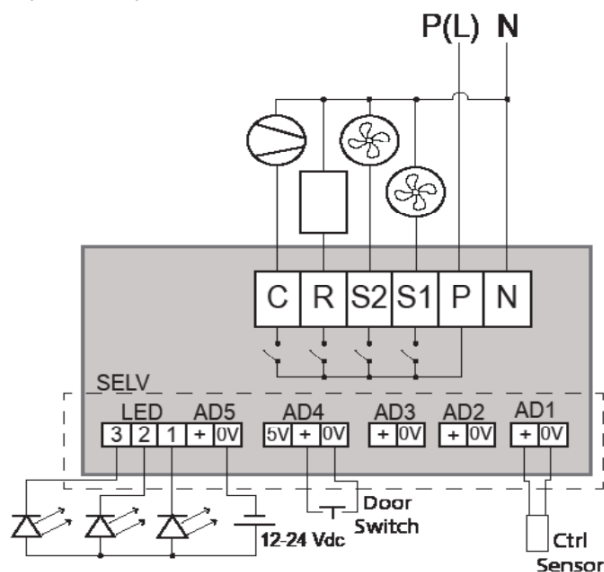 P(L) N
C R S2 S1 P N
SELV
LED AD5 AD4 AD3 AD2 AD1
3 2 1 + 0V 5V + 0V + 0V + 0V + 0V
12-24 Vdc
Door
Switch
Ctrl
Sensor